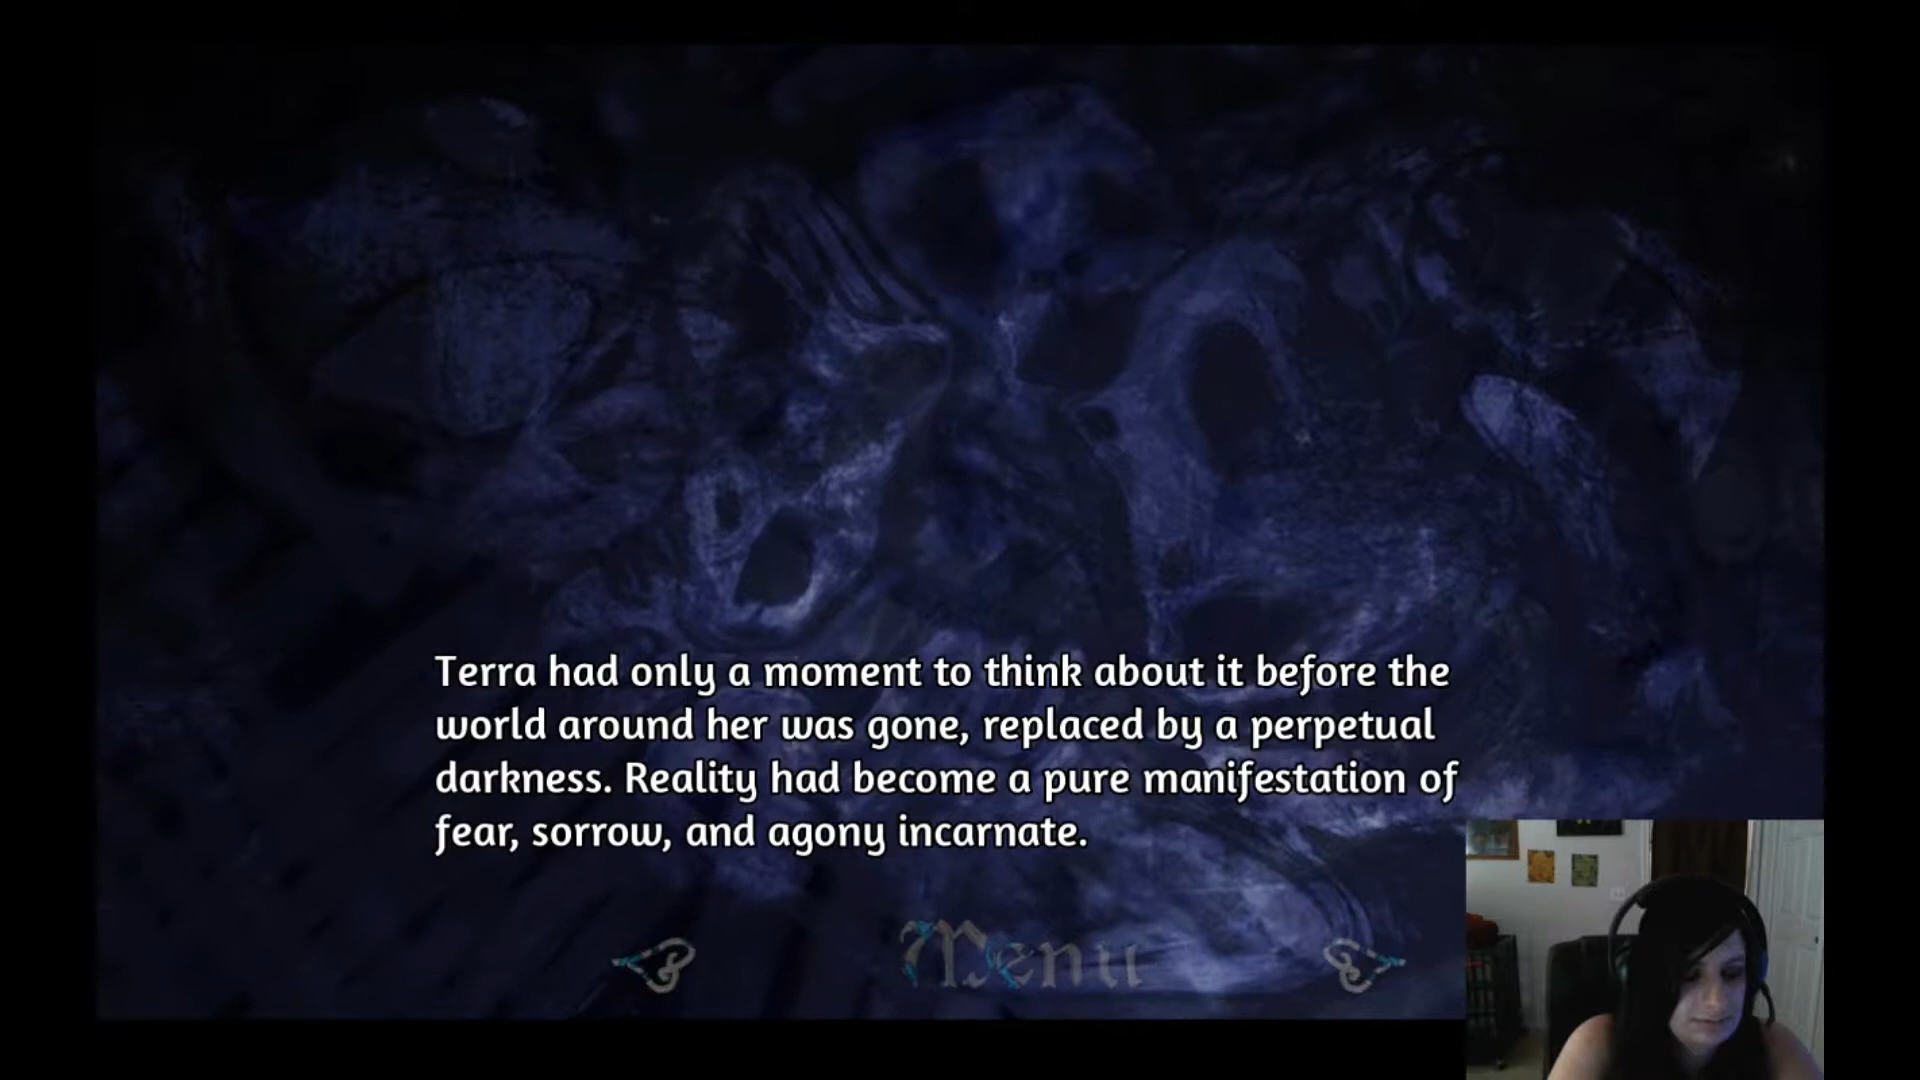 Terra had only a moment to think about it before the
world around her was gone, replaced by a perpetual
darkness. Reality had become a pure manifestation of
fear, sorrow, and agony incarnate.
Menu